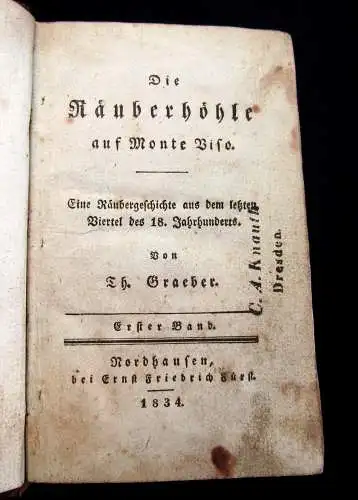 Die
Räuberhöhle
auf Monte Viso.
Eine Räubergeschichte aus dem letzten
Viertel des 18. Jahrhunderts.
Von
Th. Graeber.
Erster Band.
Nordhausen,
bei Ernst Friedrich Fürst.
1834.
C. A. Knauth
Dresden.